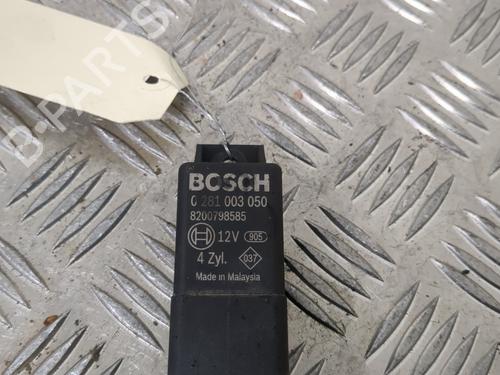 B-PARTS
BOSCH
0 281 003 050
8200798585
12V 905
4 Zyl. 037
Made in Malaysia